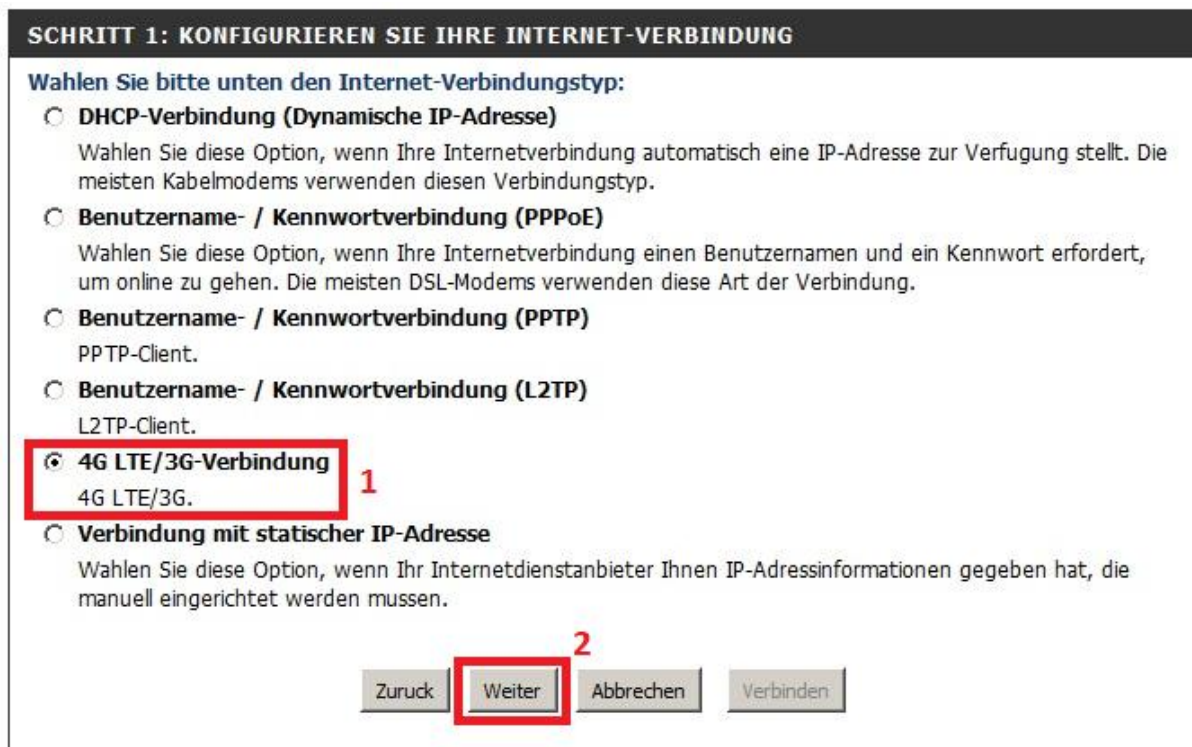 SCHRITT 1: KONFIGURIEREN SIE IHRE INTERNET-VERBINDUNG
Wahlen Sie bitte unten den Internet-Verbindungstyp:
DHCP-Verbindung (Dynamische IP-Adresse)
Wahlen Sie diese Option, wenn Ihre Internetverbindung automatisch eine IP-Adresse zur Verfugung stellt. Die
meisten Kabelmodems verwenden diesen Verbindungstyp.
Benutzername- / Kennwortverbindung (PPPoE)
Wahlen Sie diese Option, wenn Ihre Internetverbindung einen Benutzernamen und ein Kennwort erfordert,
um online zu gehen. Die meisten DSL-Modems verwenden diese Art der Verbindung.
Benutzername- / Kennwortverbindung (PPTP)
PPTP-Client.
Benutzername- / Kennwortverbindung (L2TP)
L2TP-Client.
4G LTE/3G-Verbindung
1
4G LTE/3G.
Verbindung mit statischer IP-Adresse
Wahlen Sie diese Option, wenn Ihr Internetdienstanbieter Ihnen IP-Adressinformationen gegeben hat, die
manuell eingerichtet werden mussen.
2
Zuruck Weiter Abbrechen Verbinden